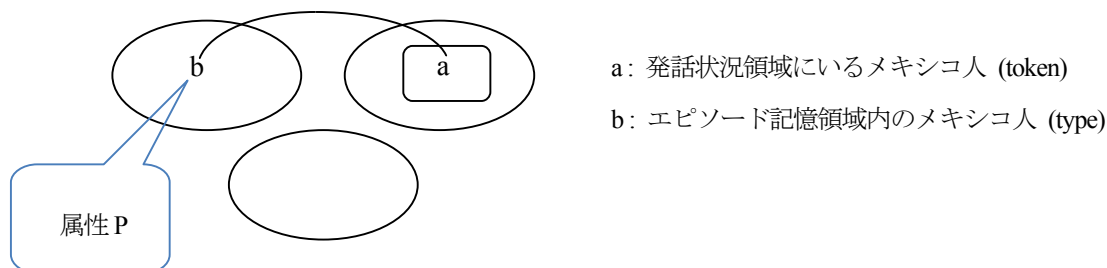 b
a
a : 発話状況領域にいるメキシコ人 (token)
b : エピソード記憶領域内のメキシコ人 (type)
属性 P